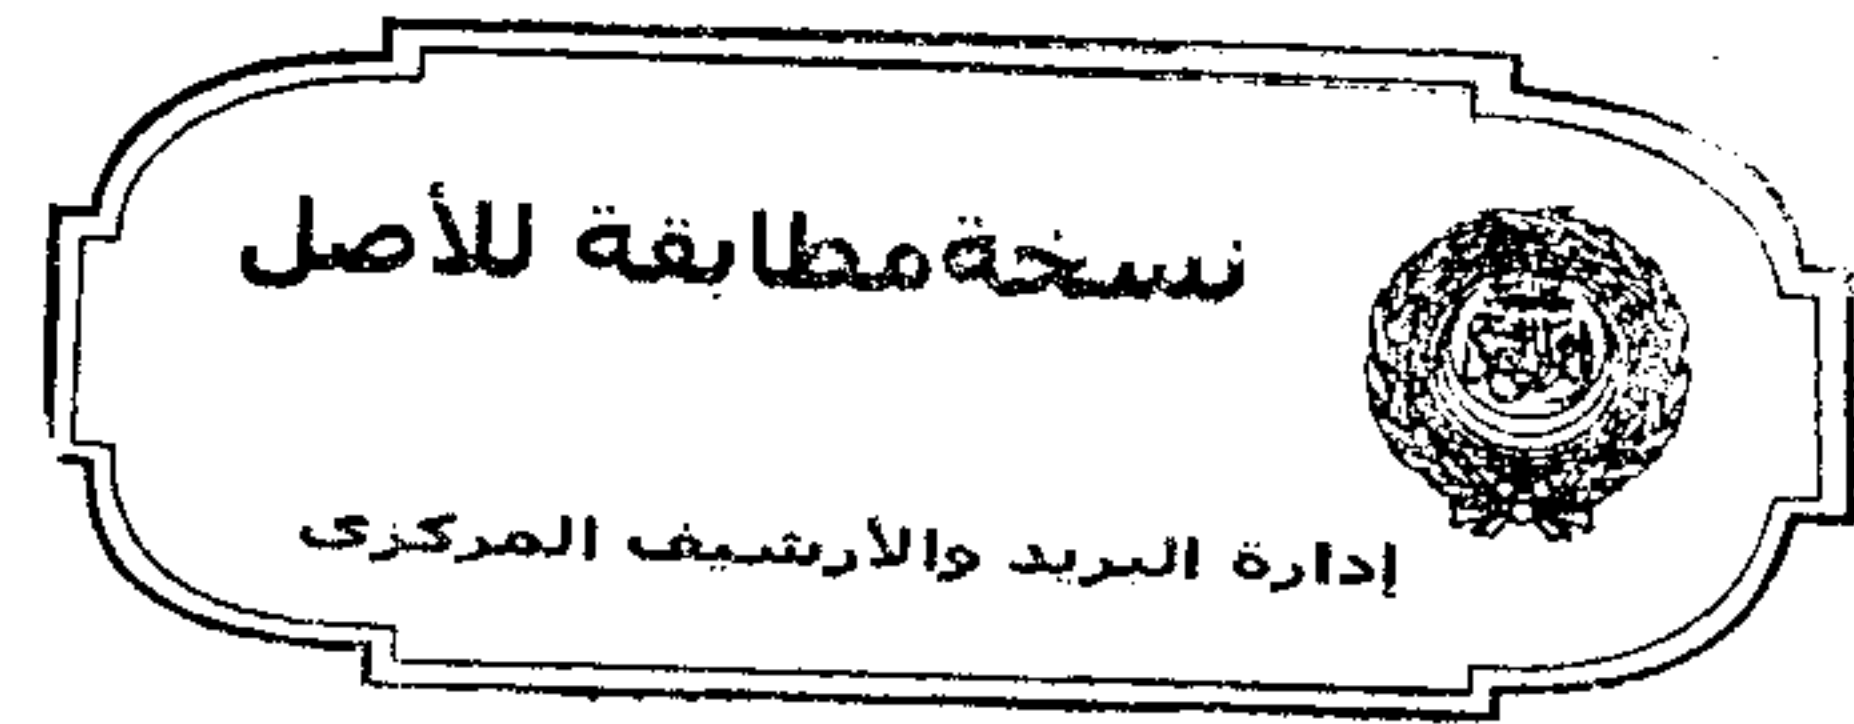 نسخة مطابقة للأصل
إدارة البريد والأرشيف المركزى